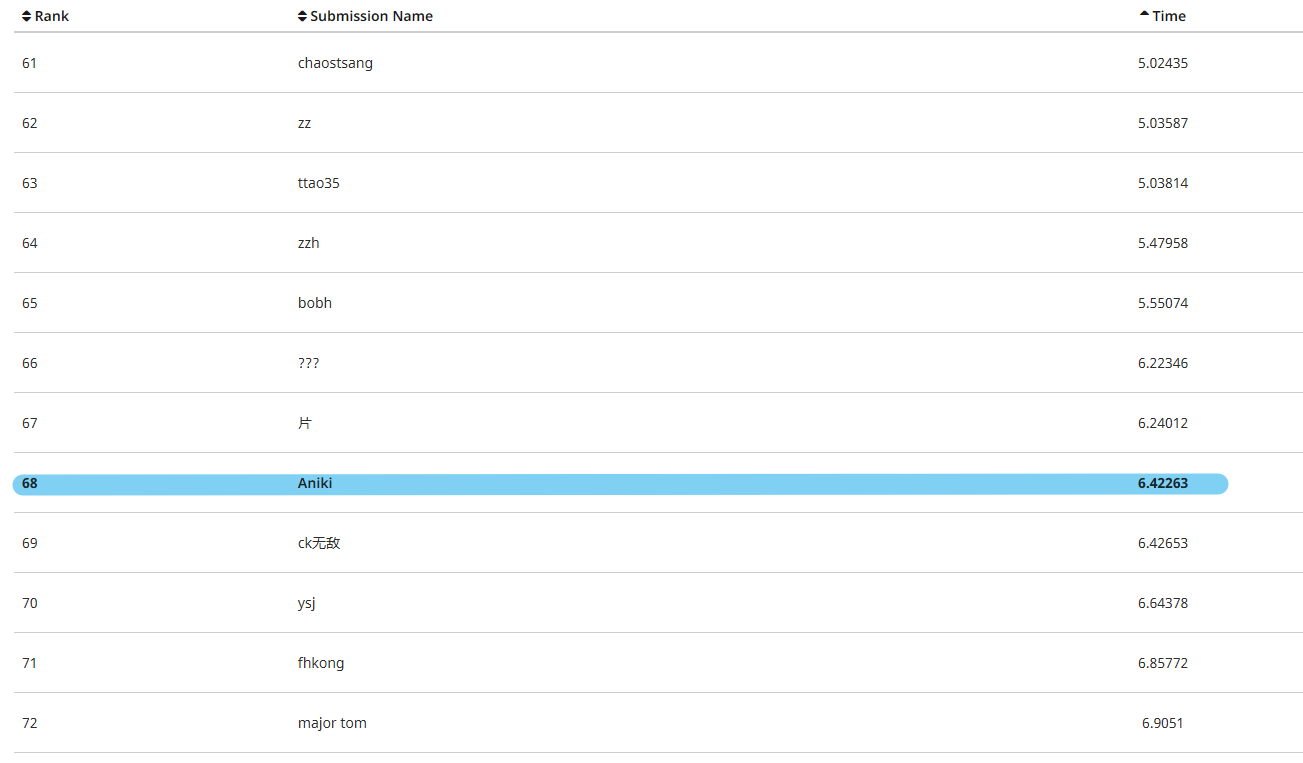 Rank Submission Name Time
61 chaostsang 5.02435
62 zz 5.03587
63 ttao35 5.03814
64 zzh 5.47958
65 bobh 5.55074
66 ??? 6.22346
67 片 6.24012
68 Aniki 6.42263
69 ck无敌 6.42653
70 ysj 6.64378
71 fhkong 6.85772
72 major tom 6.9051